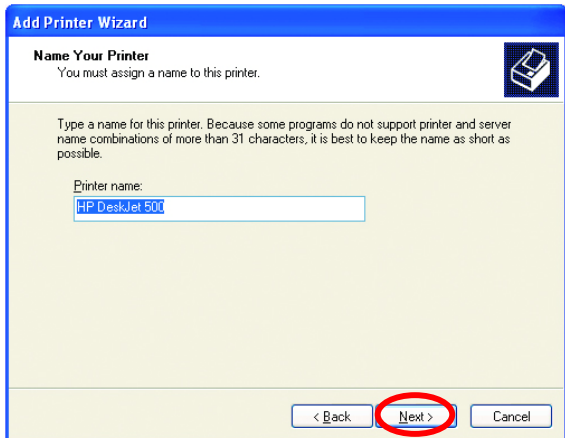 Add Printer Wizard
Name Your Printer
You must assign a name to this printer.
Type a name for this printer. Because some programs do not support printer and server
name combinations of more than 31 characters, it is best to keep the name as short as
possible.
Printer name:
HP DeskJet 500
< Back
Next >
Cancel